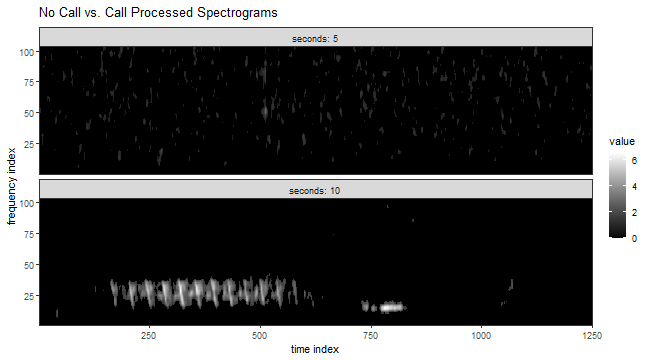 No Call vs. Call Processed Spectrograms
seconds: 5
100
75
50
25
seconds: 10
100
75
50
25
250
500
750
1000
1250
time index
frequency index
value
6
4
2
0